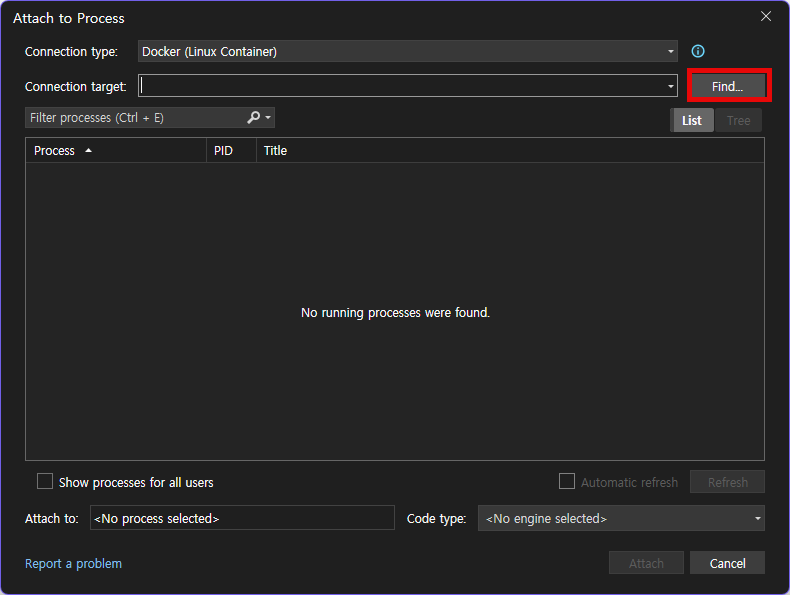 Attach to Process
Connection type: Docker (Linux Container)
Connection target: Find...
Filter processes (Ctrl + E) List Tree
Process PID Title
No running processes were found.
Show processes for all users Automatic refresh Refresh
Attach to: <No process selected> Code type: <No engine selected>
Report a problem Attach Cancel